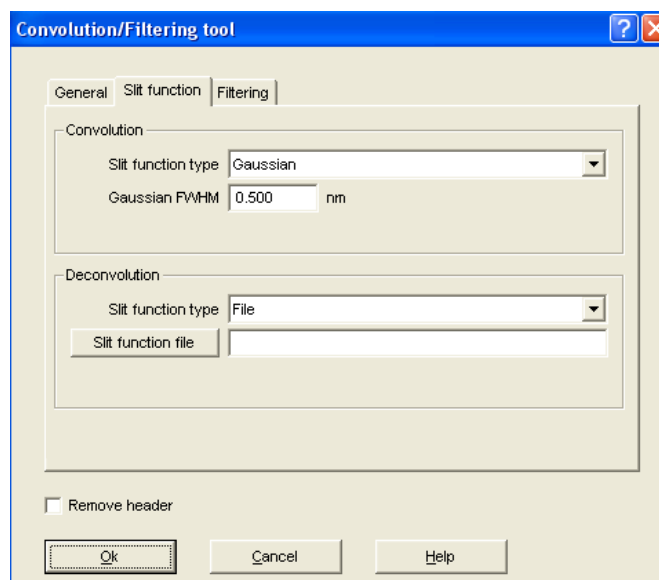 Convolution/Filtering tool
General Slit function Filtering
Convolution
Slit function type Gaussian
Gaussian FWHM 0.500 nm
Deconvolution
Slit function type File
Slit function file
Remove header
Ok Cancel Help